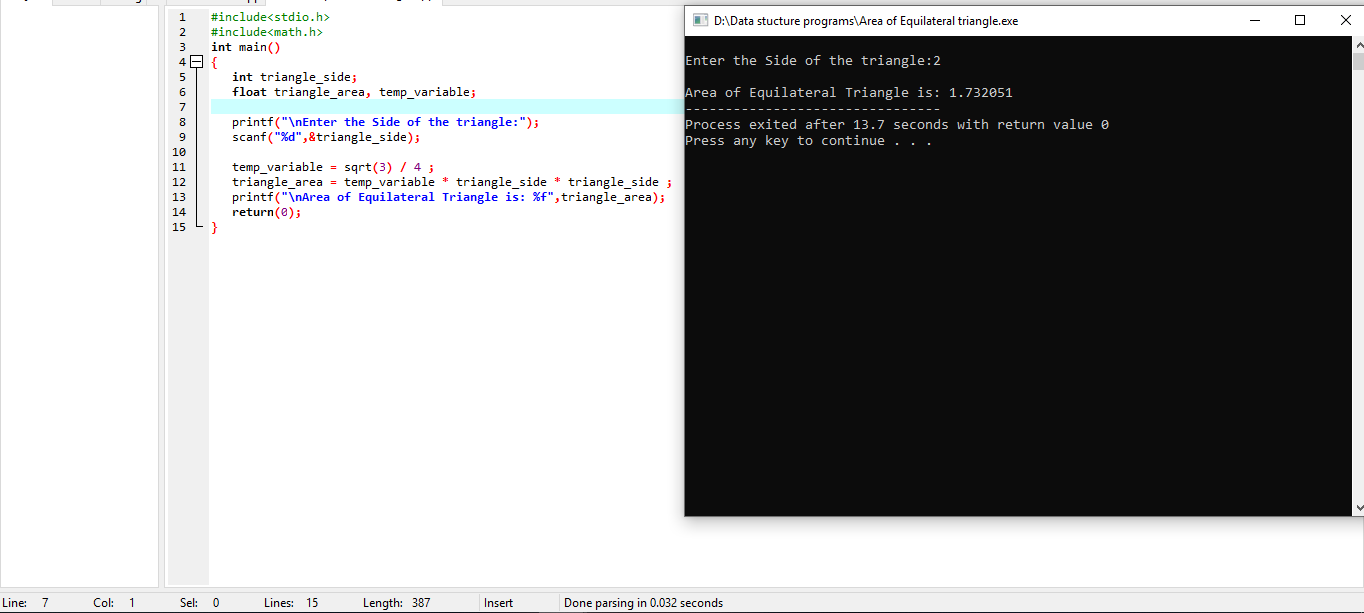 1 #include<stdio.h>
2 #include<math.h>
3 int main()
4 {
5 int triangle_side;
6 float triangle_area, temp_variable;
7
8 printf("\nEnter the Side of the triangle:");
9 scanf("%d",&triangle_side);
10
11 temp_variable = sqrt(3) / 4 ;
12 triangle_area = temp_variable * triangle_side * triangle_side ;
13 printf("\nArea of Equilateral Triangle is: %f",triangle_area);
14 return(0);
15 }
D:\Data stucture programs\Area of Equilateral triangle.exe
Enter the Side of the triangle:2
Area of Equilateral Triangle is: 1.732051
--------------------------------
Process exited after 13.7 seconds with return value 0
Press any key to continue . . .
Line: 7 Col: 1 Sel: 0 Lines: 15 Length: 387 Insert Done parsing in 0.032 seconds